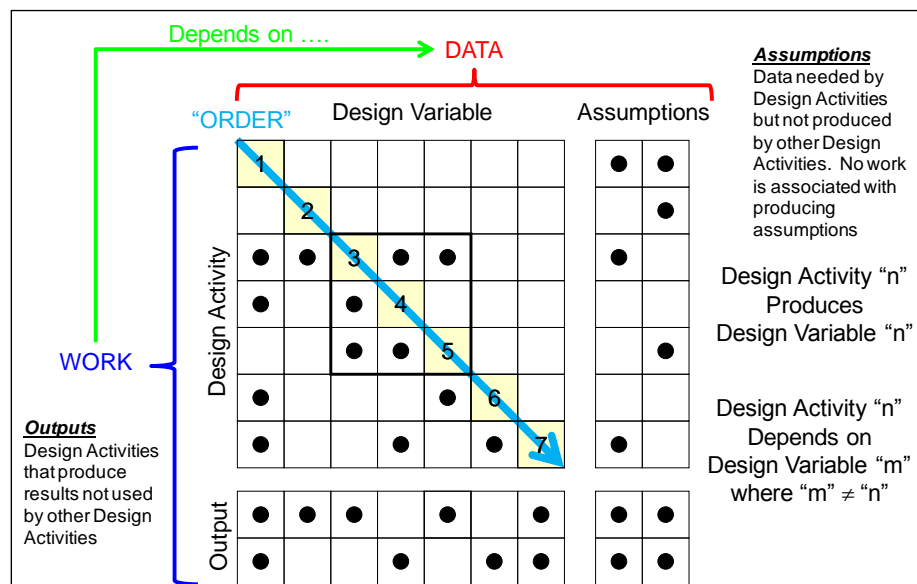 Depends on ....
DATA
Assumptions
Data needed by
Design Activities
but not produced
by other Design
Activities. No work
is associated with
producing
assumptions
“ORDER”
Design Variable
Assumptions
1
2
3
4
5
6
7
Design Activity
WORK
Design Activity “n”
Produces
Design Variable “n”
Design Activity “n”
Depends on
Design Variable “m”
where “m” ≠ “n”
Outputs
Design Activities
that produce
results not used
by other Design
Activities
Output